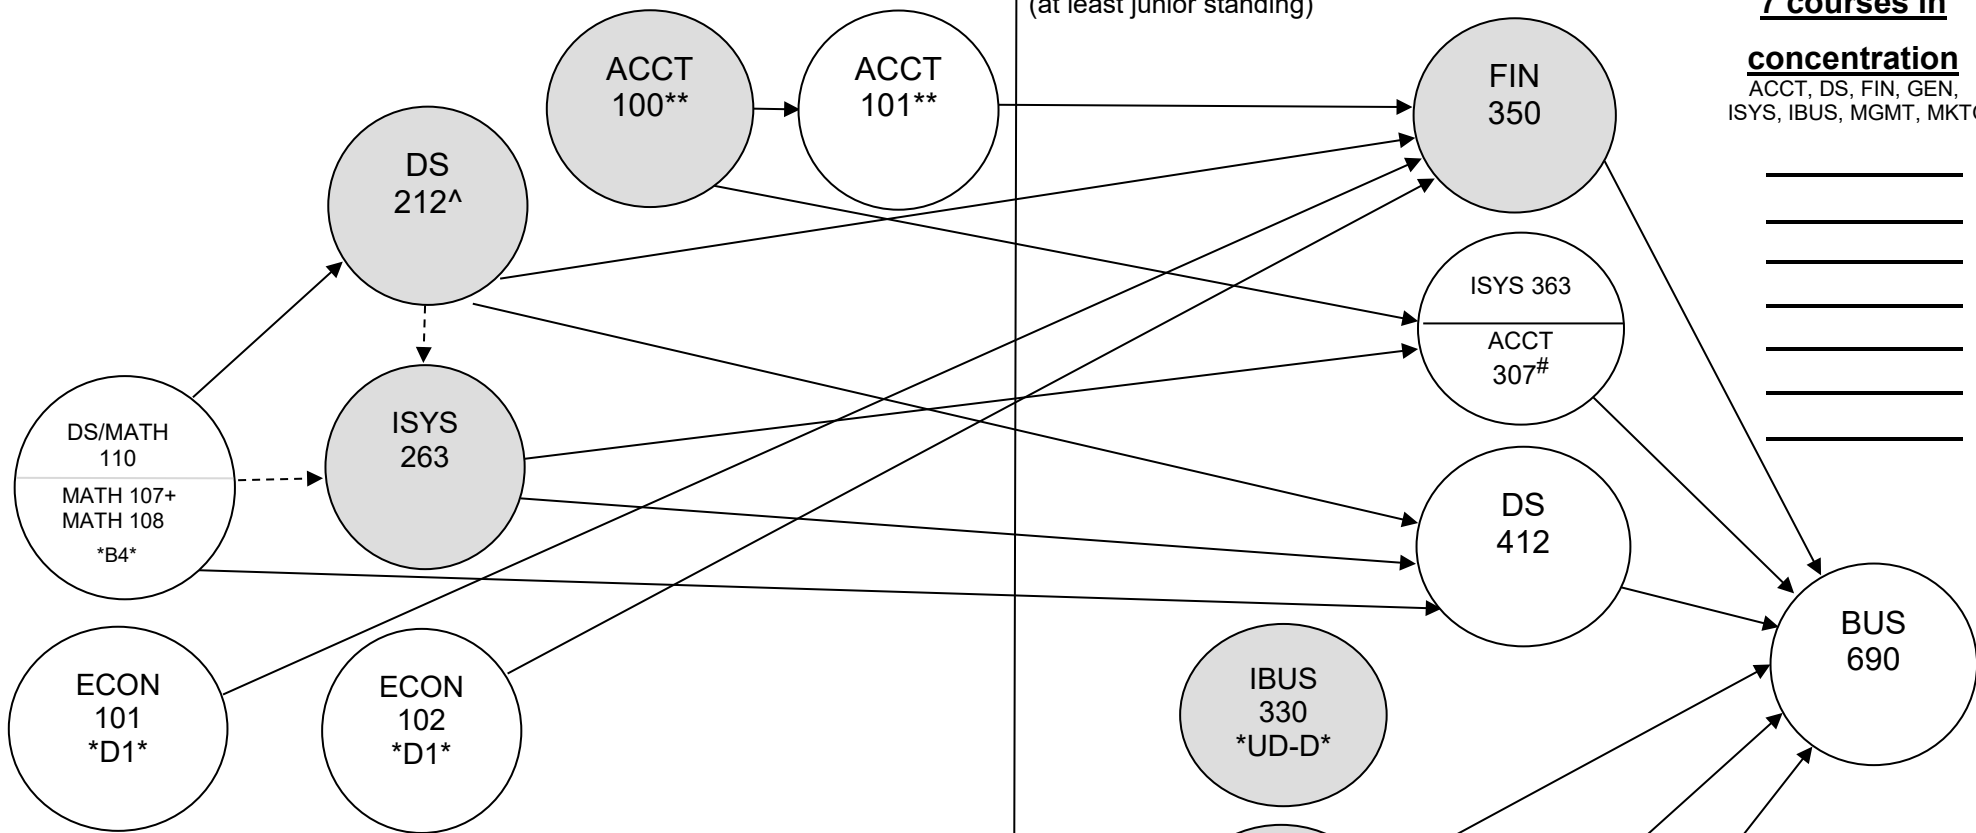 (at least junior standing)
7 courses in
concentration
ACCT, DS, FIN, GEN,
ISYS, IBUS, MGMT, MKTG
ACCT
100**
ACCT
101**
FIN
350
DS
212^
ISYS 363
ACCT
307#
ISYS
263
DS/MATH
110
MATH 107+
MATH 108
*B4*
DS
412
BUS
690
ECON
101
*D1*
ECON
102
*D1*
IBUS
330
*UD-D*